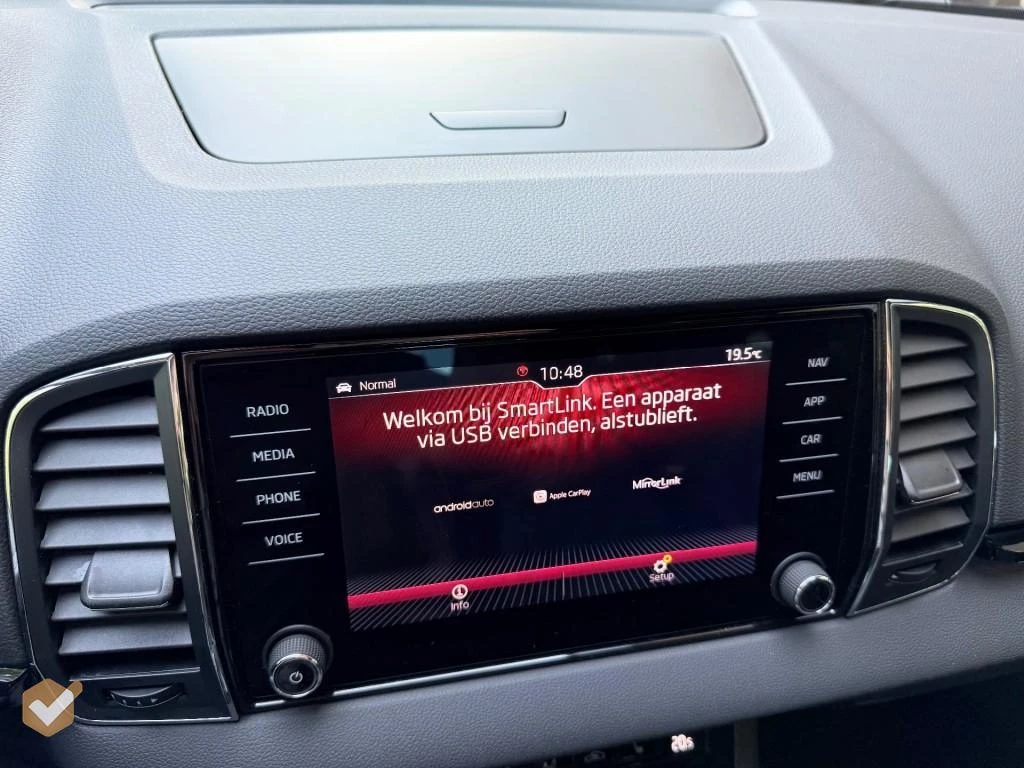 Normal
10:48
19.5°C
RADIO
MEDIA
PHONE
VOICE
Welkom bij SmartLink. Een apparaat
via USB verbinden, alstublieft.
androidauto
Apple CarPlay
MirrorLink
Info
Setup
NAV
APP
CAR
MENU
20s